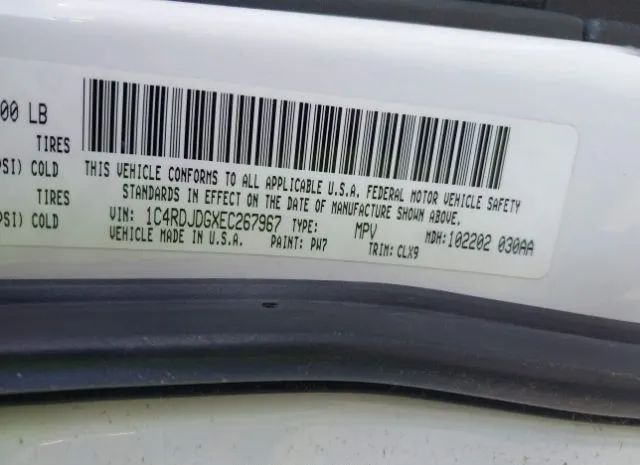 00 LB
TIRES
PSI) COLD
TIRES
PSI) COLD
THIS VEHICLE CONFORMS TO ALL APPLICABLE U.S.A. FEDERAL MOTOR VEHICLE SAFETY
STANDARDS IN EFFECT ON THE DATE OF MANUFACTURE SHOWN ABOVE.
VIN: 1C4RDJDGXEC267967 TYPE: MPV MDH:102202 030AA
VEHICLE MADE IN U.S.A. PAINT: PW7 TRIM:CLX9